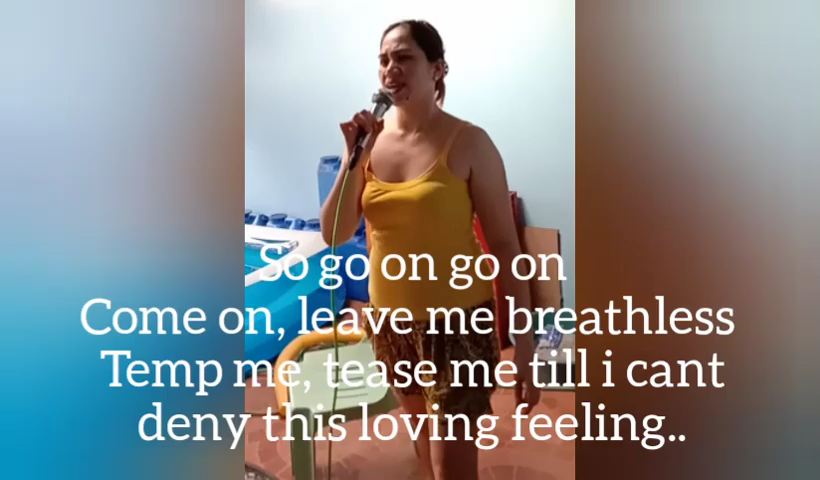 So go on go on
Come on, leave me breathless
Temp me, tease me till i cant
deny this loving feeling..